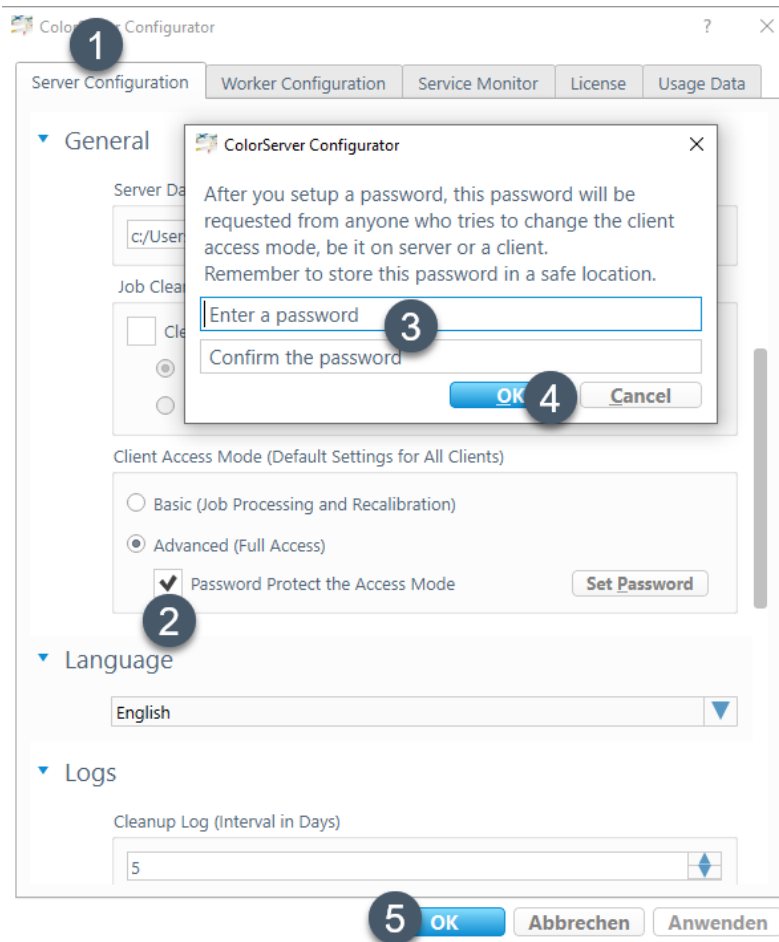 Color Configurator
?
1
Server Configuration
Worker Configuration
Service Monitor
License
Usage Data
General
ColorServer Configurator
After you setup a password, this password will be
requested from anyone who tries to change the client
access mode, be it on server or a client.
Remember to store this password in a safe location.
Server Da
c:/User
Job Clea
Cle
Enter a password
3
Confirm the password
OK
4
Cancel
Client Access Mode (Default Settings for All Clients)
Basic (Job Processing and Recalibration)
Advanced (Full Access)
Password Protect the Access Mode
Set Password
2
Language
English
Logs
Cleanup Log (Interval in Days)
5
5
OK
Abbrechen
Anwenden